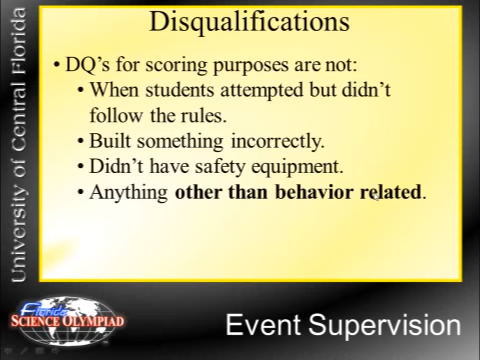 University of Central Florida
Disqualifications
• DQ's for scoring purposes are not:
• When students attempted but didn't
follow the rules.
• Built something incorrectly.
• Didn't have safety equipment.
• Anything other than behavior related.
Florida
SCIENCE OLYMPIAD
Event Supervision